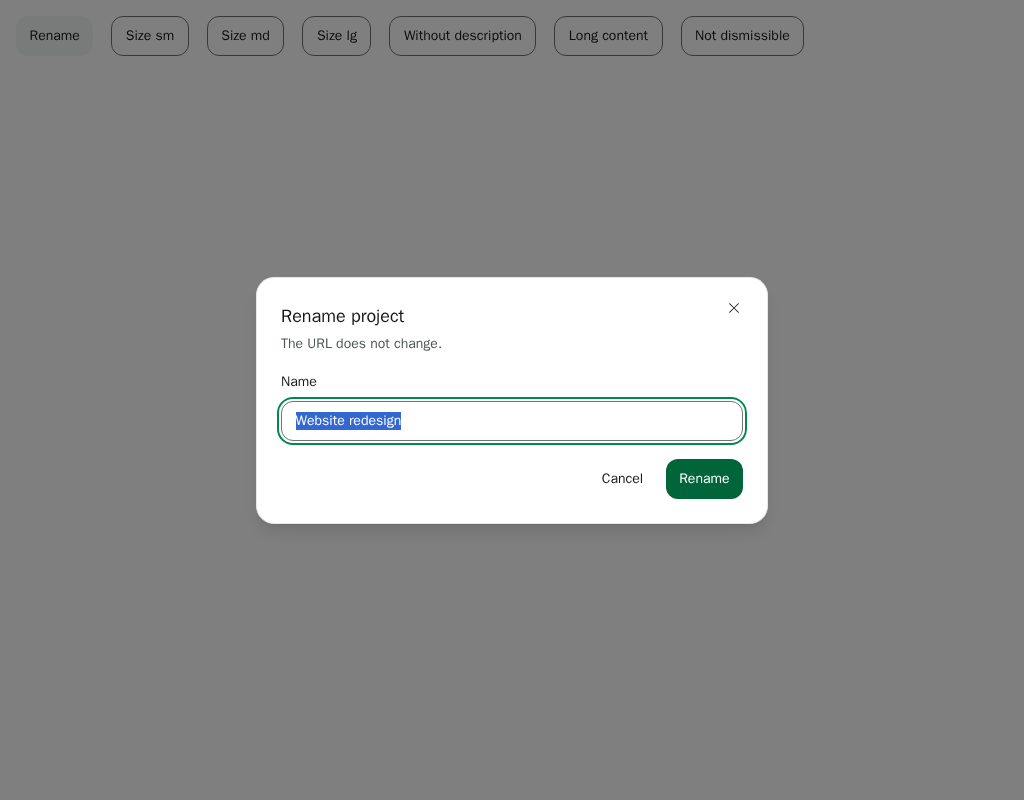 Rename Size sm Size md Size lg Without description Long content Not dismissible
Rename project
The URL does not change.
Name
Website redesign
Cancel Rename